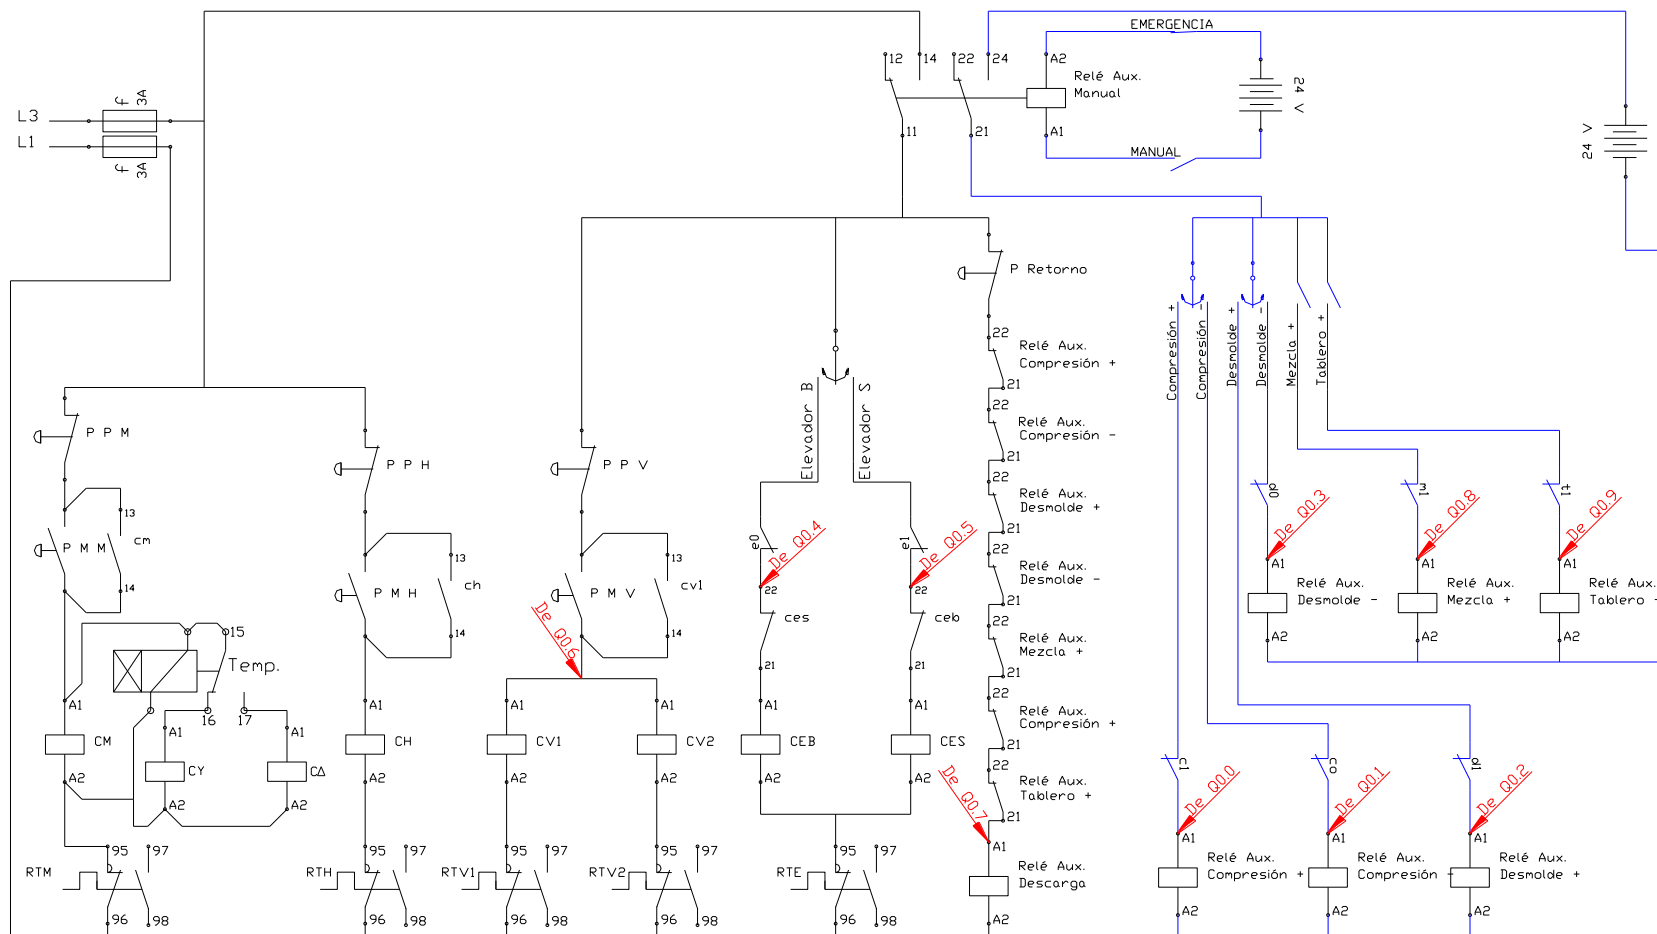 L3
L1
f
3A
f
3A
12
14
22
24
11
21
A2
A1
Relé Aux.
Manual
EMERGENCIA
MANUAL
24 V
24 V
P Retorno
22
Relé Aux.
Compresión +
21
22
Relé Aux.
Compresión -
21
22
Relé Aux.
Desmolde +
21
22
Relé Aux.
Desmolde -
21
22
Relé Aux.
Mezcla +
21
22
Relé Aux.
Compresión +
21
22
Relé Aux.
Tablero +
21
De Q0.7
A1
Relé Aux.
Descarga
A2
P P M
13
cm
P M M
14
15
Temp.
16
17
A1
CM
A2
A1
CY
A2
A1
CΔ
A2
RTM
95
97
96
98
P P H
13
ch
P M H
14
A1
CH
A2
RTH
95
97
96
98
P P V
13
cv1
P M V
14
De Q0.6
A1
CV1
A2
A1
CV2
A2
RTV1
95
97
96
98
RTV2
95
97
96
98
Elevador B
Elevador S
e0
De Q0.4
22
ces
21
A1
CEB
A2
e1
De Q0.5
22
ceb
21
A1
CES
A2
RTE
95
97
96
98
Compresión +
Compresión -
Desmolde +
Desmolde -
Mezcla +
Tablero +
d0
De Q0.3
A1
Relé Aux.
Desmolde -
A2
m1
De Q0.8
A1
Relé Aux.
Mezcla +
A2
t1
De Q0.9
A1
Relé Aux.
Tablero -
A2
c1
De Q0.0
A1
Relé Aux.
Compresión +
A2
co
De Q0.1
A1
Relé Aux.
Compresión -
A2
d1
De Q0.2
A1
Relé Aux.
Desmolde +
A2